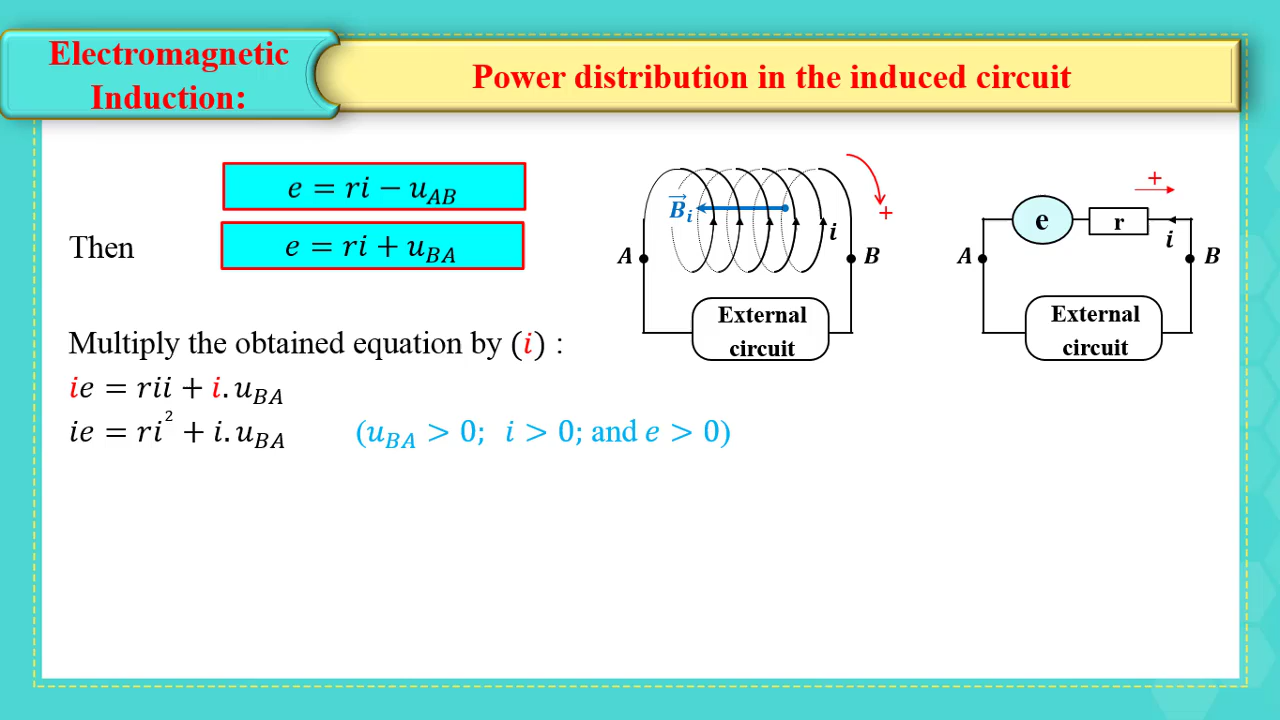 Electromagnetic
Induction:
Power distribution in the induced circuit
𝑒 = 𝑟𝑖 − 𝑢_AB
Then
𝑒 = 𝑟𝑖 + 𝑢_BA
Multiply the obtained equation by (𝑖) :
𝑖𝑒 = 𝑟𝑖𝑖 + 𝑖. 𝑢_BA
𝑖𝑒 = 𝑟𝑖² + 𝑖. 𝑢_BA (𝑢_BA > 0; 𝑖 > 0; and 𝑒 > 0)
B⃗_i
+
i
A
B
External
circuit
+
e
r
i
A
B
External
circuit